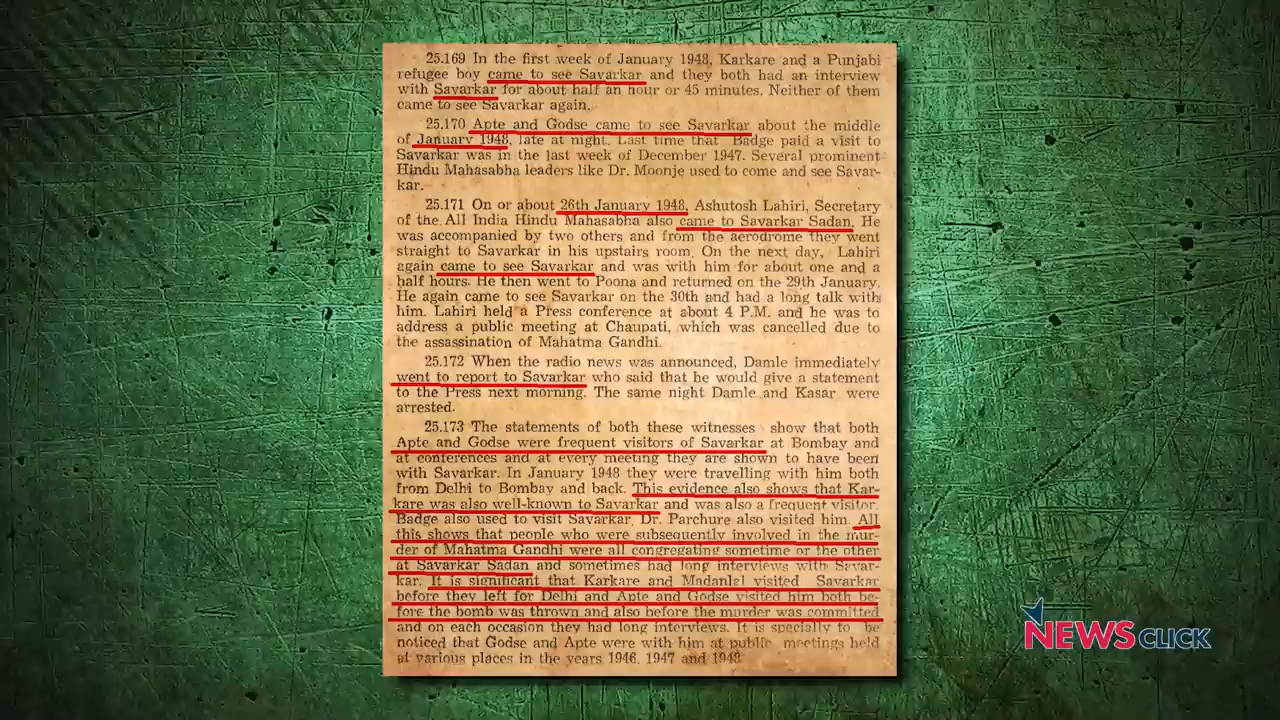 25.169 In the first week of January 1948, Karkare and a Punjabi
refugee boy came to see Savarkar and they both had an interview
with Savarkar for about half an hour or 45 minutes. Neither of them
came to see Savarkar again.
25.170 Apte and Godse came to see Savarkar about the middle
of January 1948, late at night. Last time that Badge paid a visit to
Savarkar was in the last week of December 1947. Several prominent
Hindu Mahasabha leaders like Dr. Moonje used to come and see Savar-
kar.
25.171 On or about 26th January 1948, Ashutosh Lahiri, Secretary
of the All India Hindu Mahasabha also came to Savarkar Sadan. He
was accompanied by two others and from the aerodrome they went
straight to Savarkar in his upstairs room. On the next day, Lahiri
again came to see Savarkar and was with him for about one and a
half hours. He then went to Poona and returned on the 29th January.
He again came to see Savarkar on the 30th and had a long talk with
him. Lahiri held a Press conference at about 4 P.M. and he was to
address a public meeting at Chaupati, which was cancelled due to
the assassination of Mahatma Gandhi.
25.172 When the radio news was announced, Damle immediately
went to report to Savarkar who said that he would give a statement
to the Press next morning. The same night Damle and Kasar were
arrested.
25.173 The statements of both these witnesses show that both
Apte and Godse were frequent visitors of Savarkar at Bombay and
at conferences and at every meeting they are shown to have been
with Savarkar. In January 1948 they were travelling with him both
from Delhi to Bombay and back. This evidence also shows that Kar-
kare was also well-known to Savarkar and was also a frequent visitor.
Badge also used to visit Savarkar. Dr. Parchure also visited him. All
this shows that people who were subsequently involved in the mur-
der of Mahatma Gandhi were all congregating sometime or the other
at Savarkar Sadan and sometimes had long interviews with Savar-
kar. It is significant that Karkare and Madanlal visited Savarkar
before they left for Delhi and Apte and Godse visited him both be-
fore the bomb was thrown and also before the murder was committed
and on each occasion they had long interviews. It is specially to be
noticed that Godse and Apte were with him at public meetings held
at various places in the years 1946, 1947 and 1948
NEWSCLICK